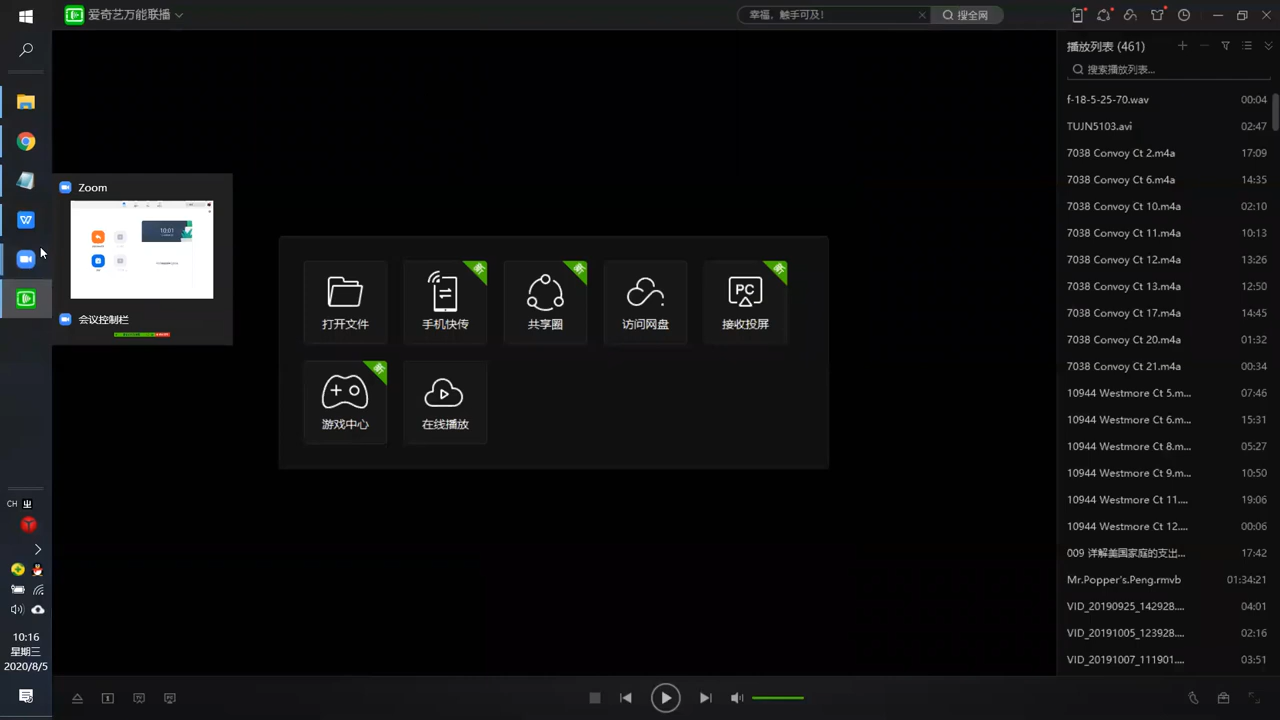 爱奇艺万能联播
幸福，触手可及!
搜全网
播放列表 (461)
搜索播放列表...
f-18-5-25-70.wav 00:04
TUJN5103.avi 02:47
7038 Convoy Ct 2.m4a 17:09
7038 Convoy Ct 6.m4a 14:35
7038 Convoy Ct 10.m4a 02:10
7038 Convoy Ct 11.m4a 10:13
7038 Convoy Ct 12.m4a 13:26
7038 Convoy Ct 13.m4a 12:50
7038 Convoy Ct 17.m4a 14:45
7038 Convoy Ct 20.m4a 01:32
7038 Convoy Ct 21.m4a 00:34
10944 Westmore Ct 5.m... 07:46
10944 Westmore Ct 6.m... 15:31
10944 Westmore Ct 8.m... 05:27
10944 Westmore Ct 9.m... 10:50
10944 Westmore Ct 11.... 19:06
10944 Westmore Ct 12.... 00:06
009 详解美国家庭的支出... 17:42
Mr.Popper's.Peng.rmvb 01:34:21
VID_20190925_142928.... 04:01
VID_20191005_123928.... 02:16
VID_20191007_111901.... 03:51
Zoom
10:01
会议控制栏
打开文件
手机快传
新
共享圈
新
访问网盘
PC
接收投屏
新
游戏中心
新
在线播放
CH
10:16
星期三
2020/8/5